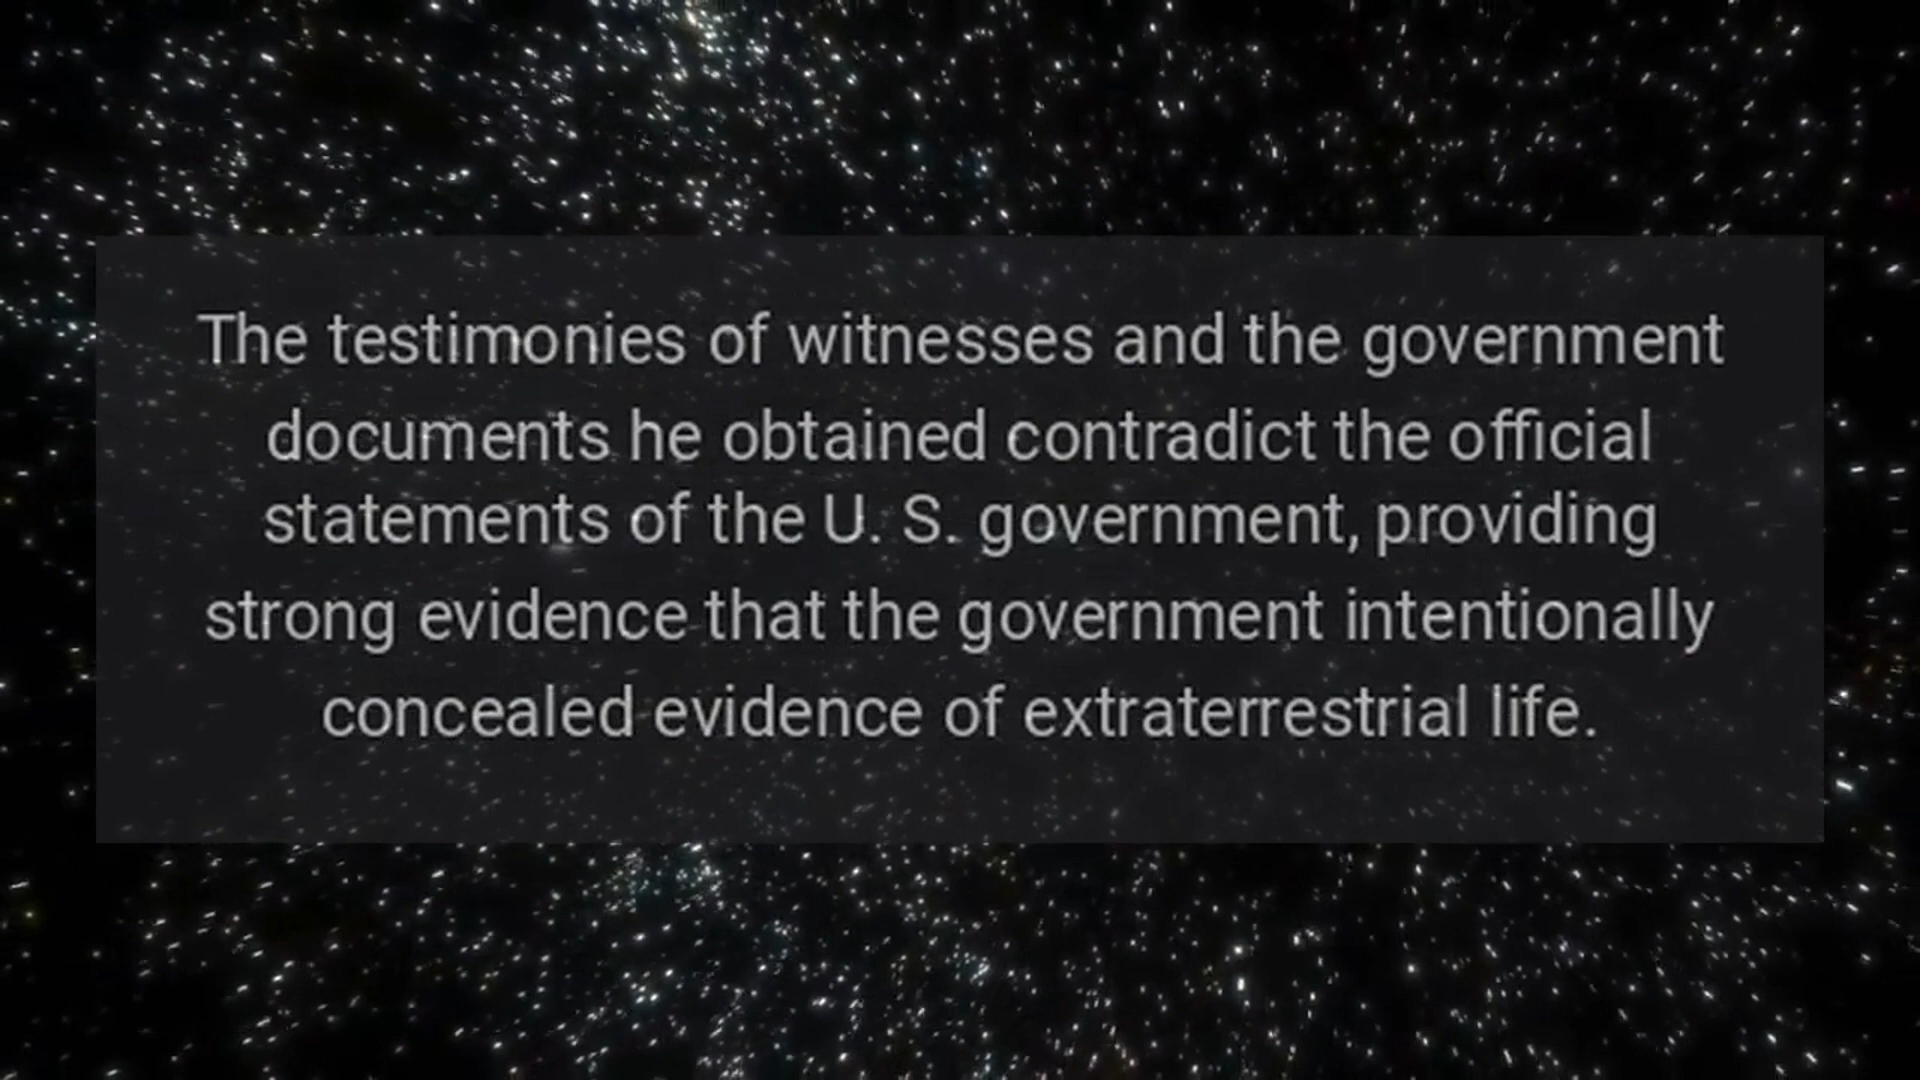 The testimonies of witnesses and the government
documents he obtained contradict the official
statements of the U. S. government, providing
strong evidence that the government intentionally
concealed evidence of extraterrestrial life.